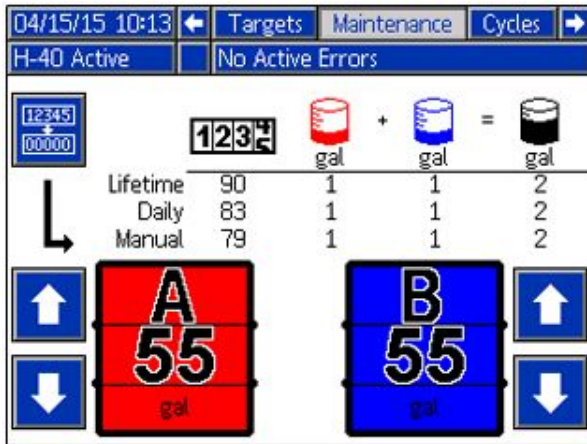 04/15/15 10:13 Targets Maintenance Cycles
H-40 Active No Active Errors
12345
00000
12345
+ =
gal gal gal
Lifetime 90 1 1 2
Daily 83 1 1 2
Manual 79 1 1 2
A B
55 55
gal gal